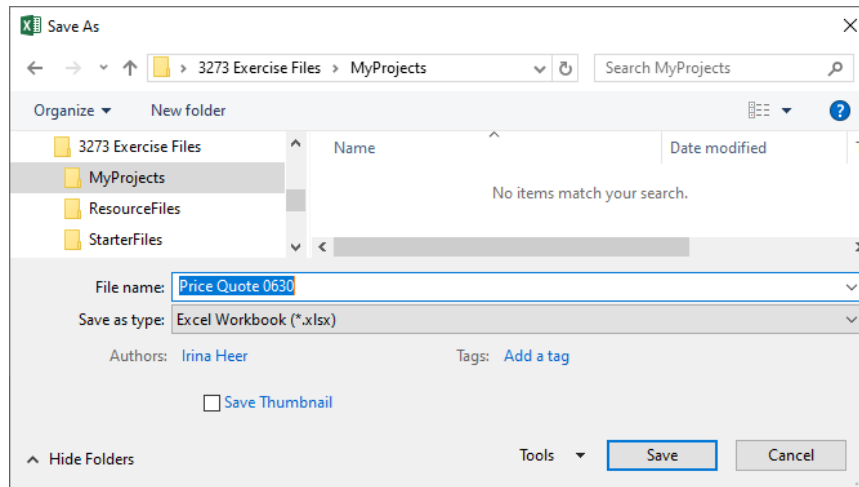 Save As
3273 Exercise Files > MyProjects
Search MyProjects
Organize
New folder
?
3273 Exercise Files
MyProjects
ResourceFiles
StarterFiles
Name
Date modified
No items match your search.
File name: Price Quote 0630
Save as type: Excel Workbook (*.xlsx)
Authors: Irina Heer
Tags: Add a tag
Save Thumbnail
Hide Folders
Tools
Save
Cancel